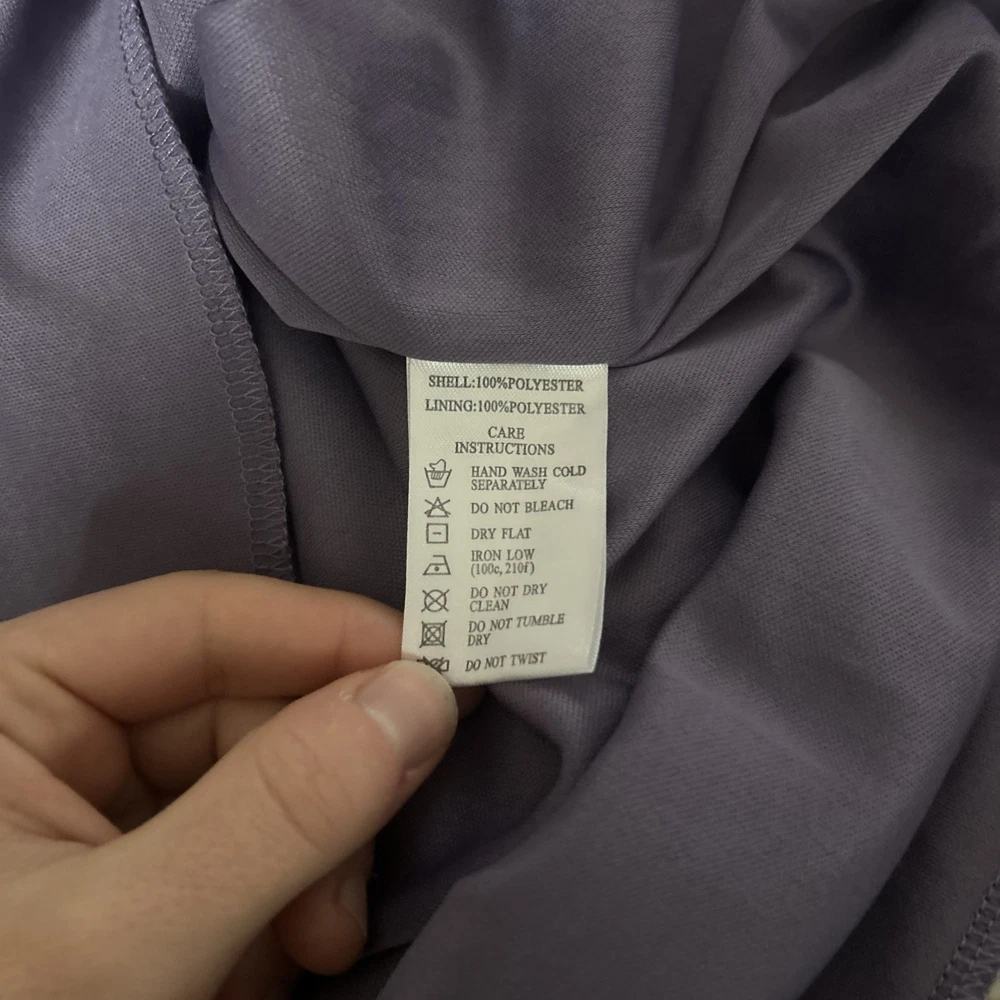 SHELL:100%POLYESTER
LINING:100%POLYESTER
CARE
INSTRUCTIONS
HAND WASH COLD
SEPARATELY
DO NOT BLEACH
DRY FLAT
IRON LOW
(100c, 210f)
DO NOT DRY
CLEAN
DO NOT TUMBLE
DRY
DO NOT TWIST